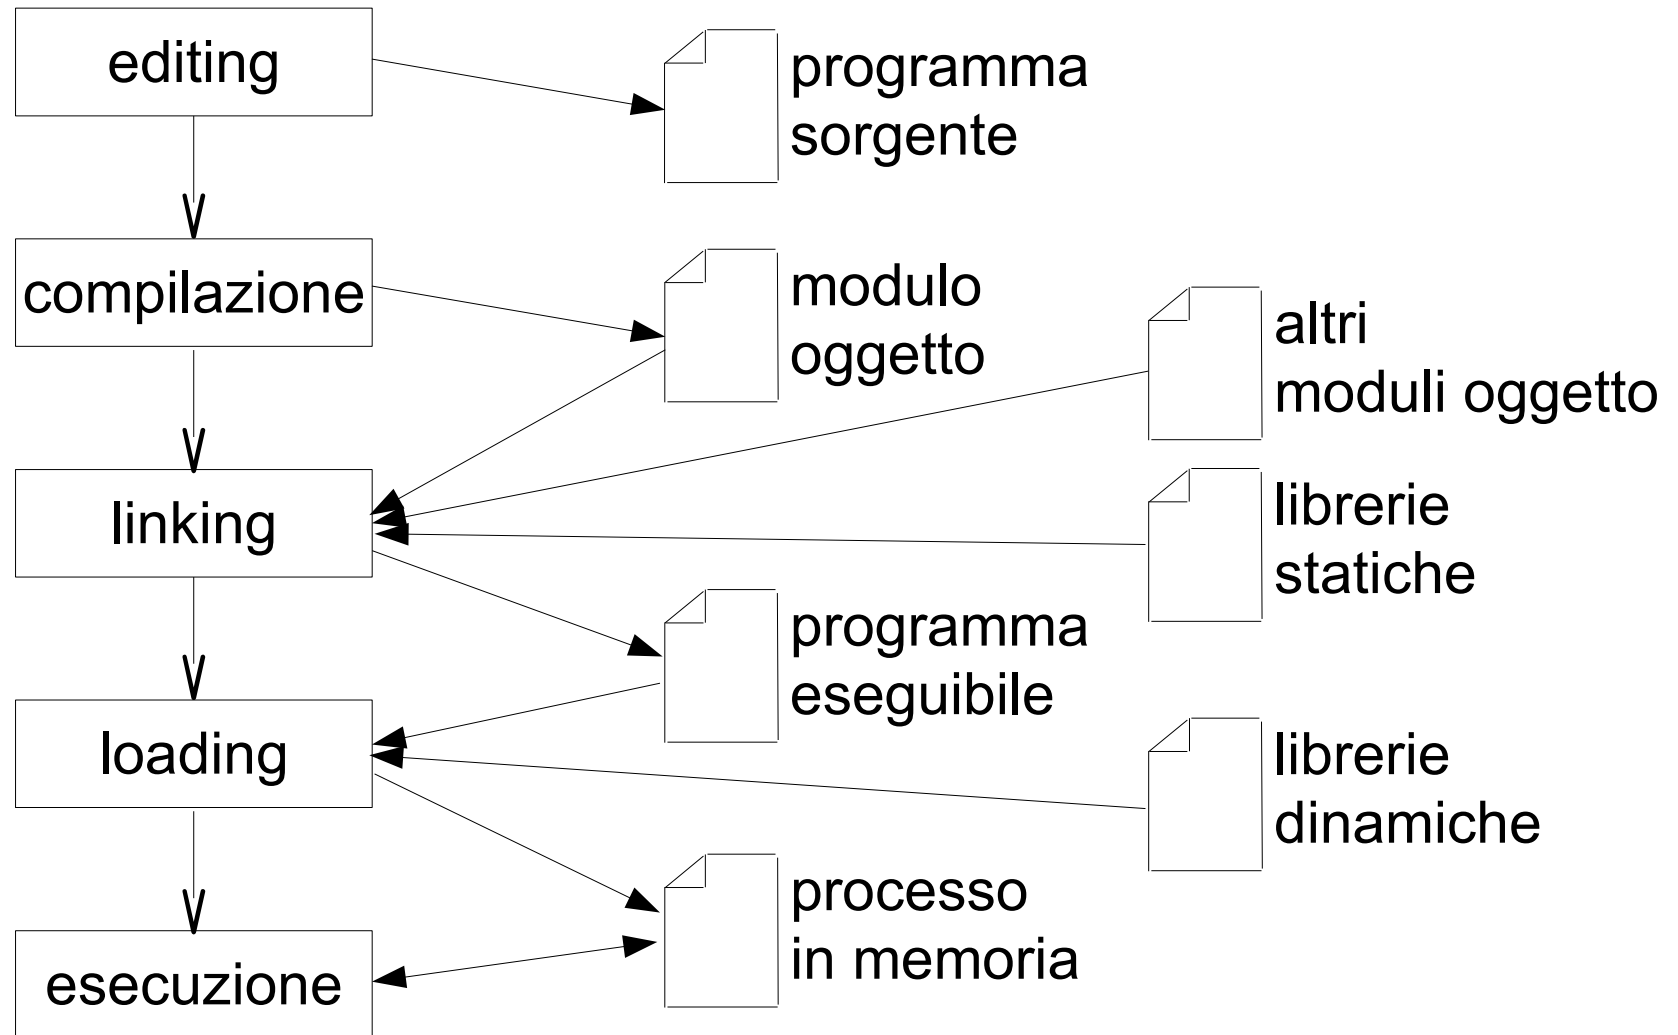 editing
programma
sorgente
compilazione
modulo
oggetto
altri
moduli oggetto
linking
librerie
statiche
programma
eseguibile
loading
librerie
dinamiche
processo
in memoria
esecuzione